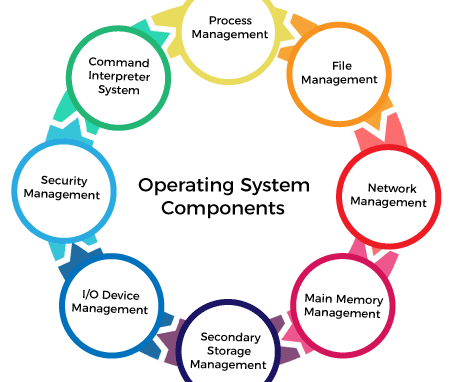 Process
Management
File
Management
Network
Management
Main Memory
Management
Secondary
Storage
Management
I/O Device
Management
Security
Management
Command
Interpreter
System
Operating System
Components